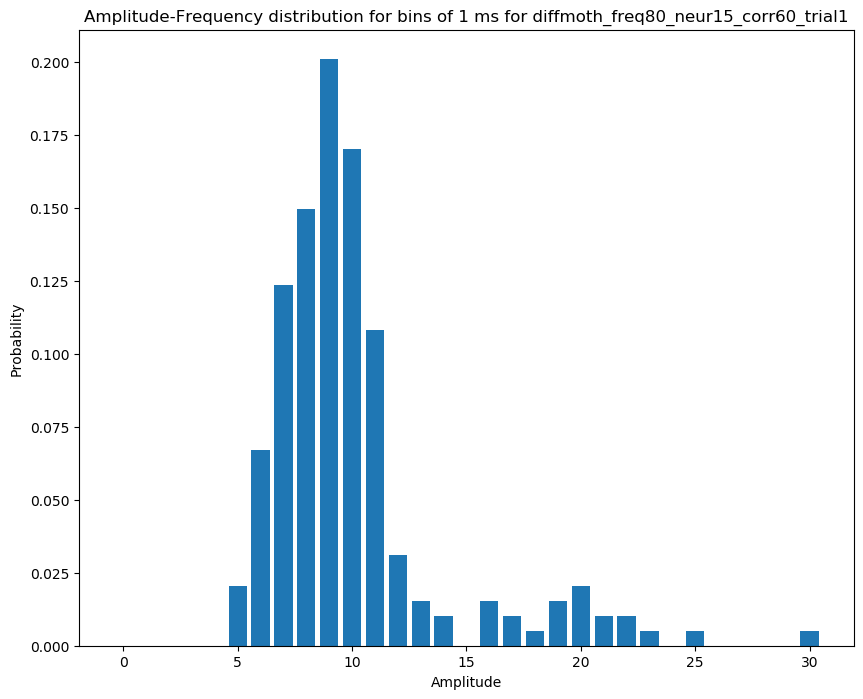 Amplitude-Frequency distribution for bins of 1 ms for diffmoth_freq80_neur15_corr60_trial1
0.200
0.175
0.150
0.125
0.100
0.075
0.050
0.025
0.000
Probability
0 5 10 15 20 25 30
Amplitude